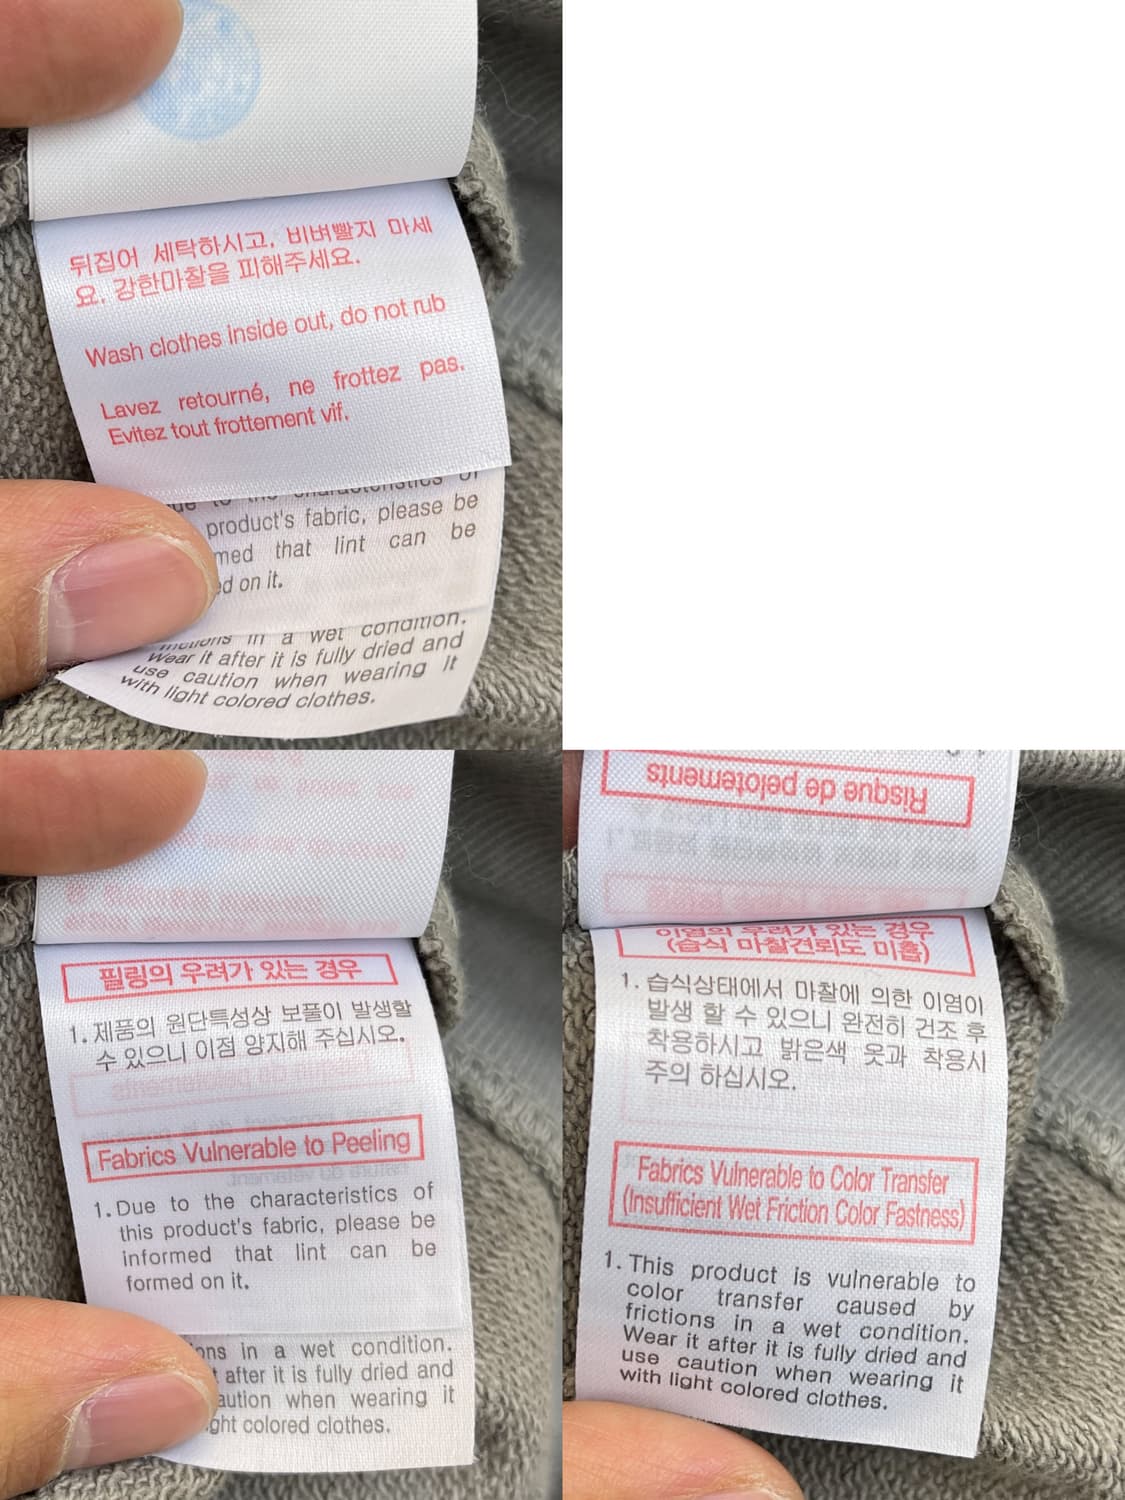 뒤집어 세탁하시고, 비벼빨지 마세
요. 강한마찰을 피해주세요.
Wash clothes inside out, do not rub
Lavez retourné, ne frottez pas.
Evitez tout frottement vif.
to the characteristics of
product's fabric, please be
that lint can be
on it.
in a wet condition.
Wear it after it is fully dried and
use caution when wearing it
with light colored clothes.
필링의 우려가 있는 경우
1. 제품의 원단특성상 보풀이 발생할
수 있으니 이점 양지해 주십시오.
Fabrics Vulnerable to Peeling
1. Due to the characteristics of
this product's fabric, please be
informed that lint can be
formed on it.
in a wet condition.
after it is fully dried and
when wearing it
colored clothes.
Risque de pelotements
이염의 우려가 있는 경우
(습식 마찰견뢰도 미흡)
1. 습식상태에서 마찰에 의한 이염이
발생 할 수 있으니 완전히 건조 후
착용하시고 밝은색 옷과 착용시
주의 하십시오.
Fabrics Vulnerable to Color Transfer
(Insufficient Wet Friction Color Fastness)
1. This product is vulnerable to
color transfer caused by
frictions in a wet condition.
Wear it after it is fully dried and
use caution when wearing it
with light colored clothes.